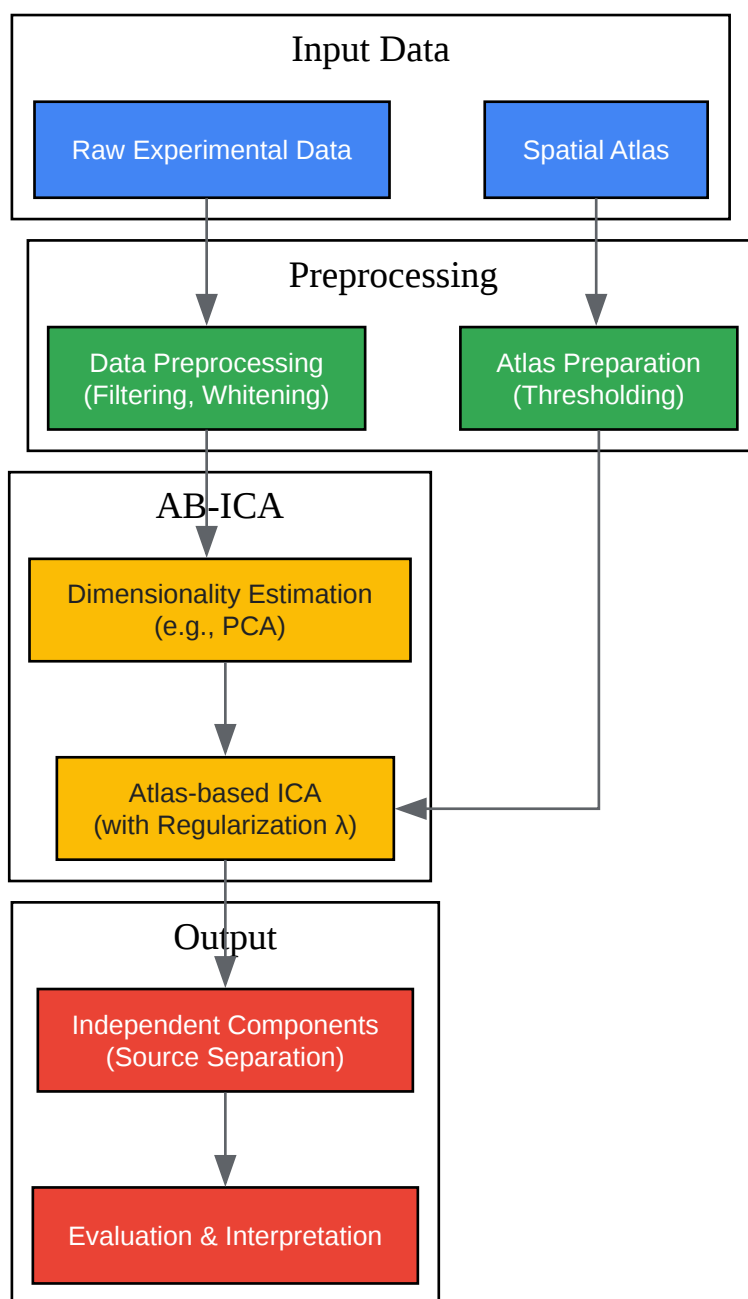 Input Data
Raw Experimental Data
Spatial Atlas
Preprocessing
Data Preprocessing
(Filtering, Whitening)
Atlas Preparation
(Thresholding)
AB-ICA
Dimensionality Estimation
(e.g., PCA)
Atlas-based ICA
(with Regularization λ)
Output
Independent Components
(Source Separation)
Evaluation & Interpretation